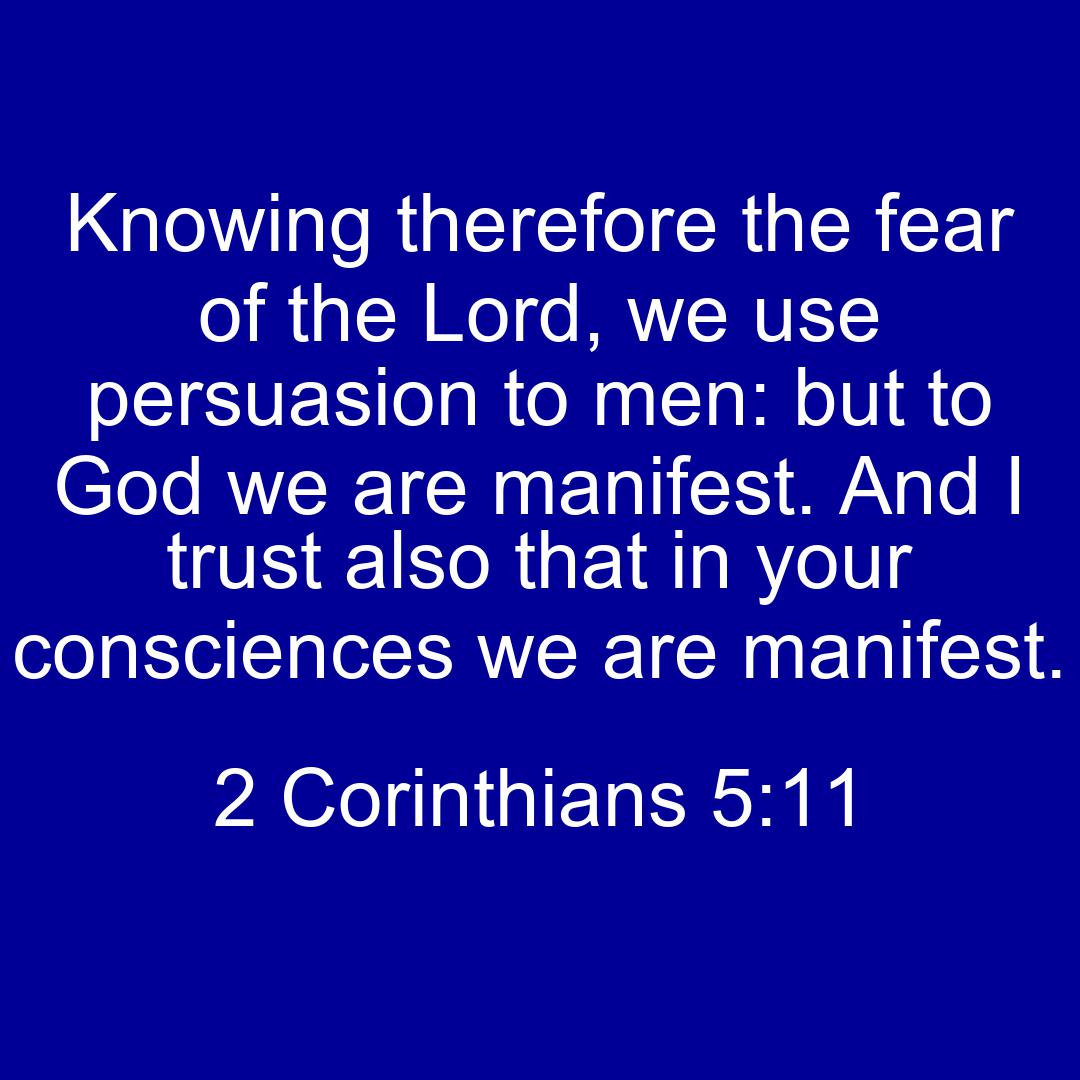 Knowing therefore the fear
of the Lord, we use
persuasion to men: but to
God we are manifest. And I
trust also that in your
consciences we are manifest.
2 Corinthians 5:11